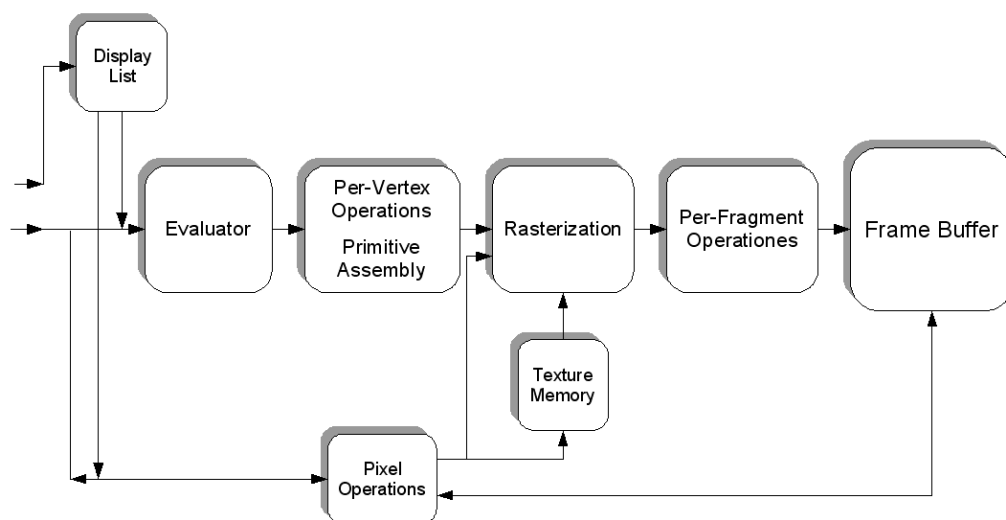 Display
List
Evaluator
Per-Vertex
Operations
Primitive
Assembly
Rasterization
Per-Fragment
Operationes
Frame Buffer
Texture
Memory
Pixel
Operations